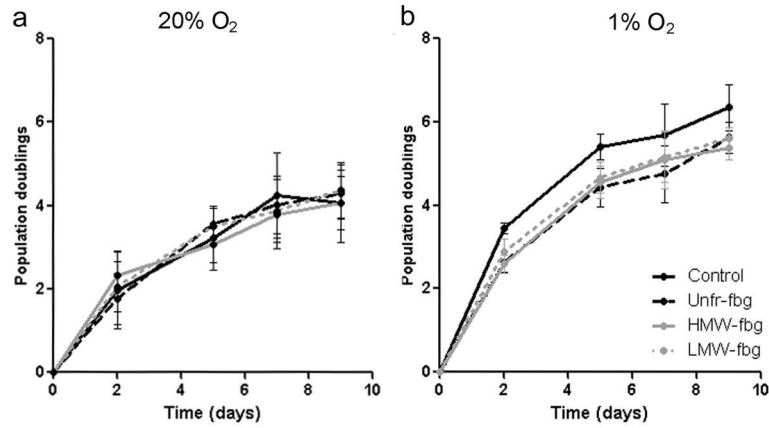 a
20% O₂
8
6
4
2
0
Population doublings
0 2 4 6 8 10
Time (days)
b
1% O₂
8
6
4
2
0
Population doublings
0 2 4 6 8 10
Time (days)
Control
Unfr-fbg
HMW-fbg
LMW-fbg